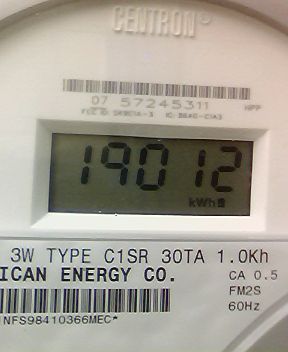 CENTRON®
07 57245311
NPP
19012
kWh
3W TYPE C1SR 30TA 1.0Kh
ICAN ENERGY CO.
CA 0.5
FM2S
60Hz
NFS98410366MEC*